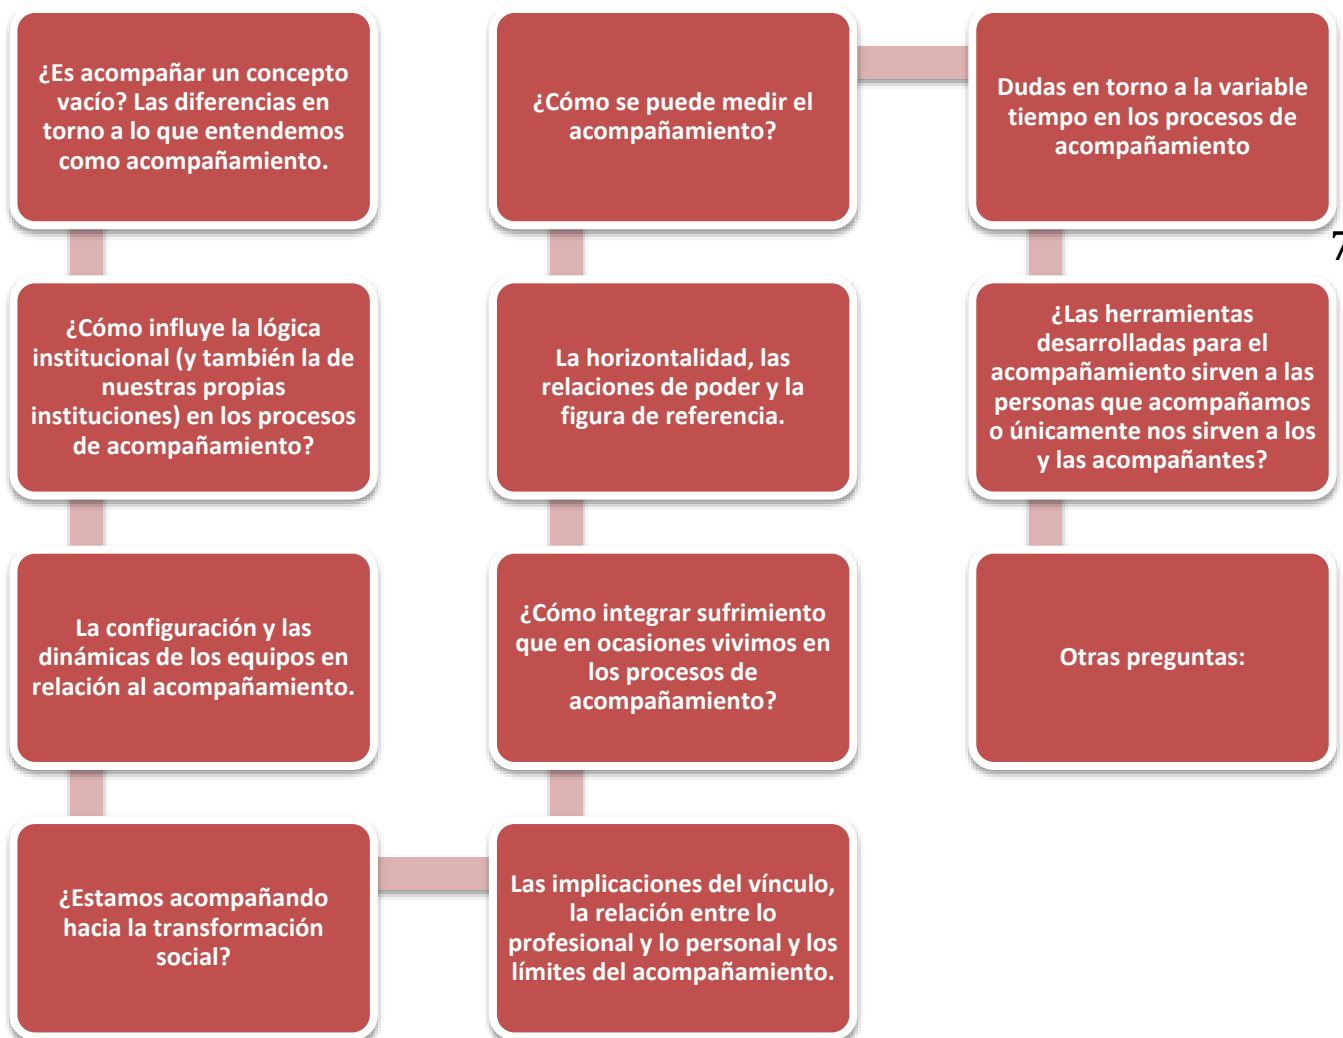 ¿Es acompañar un concepto
vacío? Las diferencias en
torno a lo que entendemos
como acompañamiento.
¿Cómo influye la lógica
institucional (y también la de
nuestras propias
instituciones) en los procesos
de acompañamiento?
La configuración y las
dinámicas de los equipos en
relación al acompañamiento.
¿Estamos acompañando
hacia la transformación
social?
Las implicaciones del vínculo,
la relación entre lo
profesional y lo personal y los
límites del acompañamiento.
¿Cómo integrar sufrimiento
que en ocasiones vivimos en
los procesos de
acompañamiento?
La horizontalidad, las
relaciones de poder y la
figura de referencia.
¿Cómo se puede medir el
acompañamiento?
Dudas en torno a la variable
tiempo en los procesos de
acompañamiento
¿Las herramientas
desarrolladas para el
acompañamiento sirven a las
personas que acompañamos
o únicamente nos sirven a los
y las acompañantes?
Otras preguntas:
7